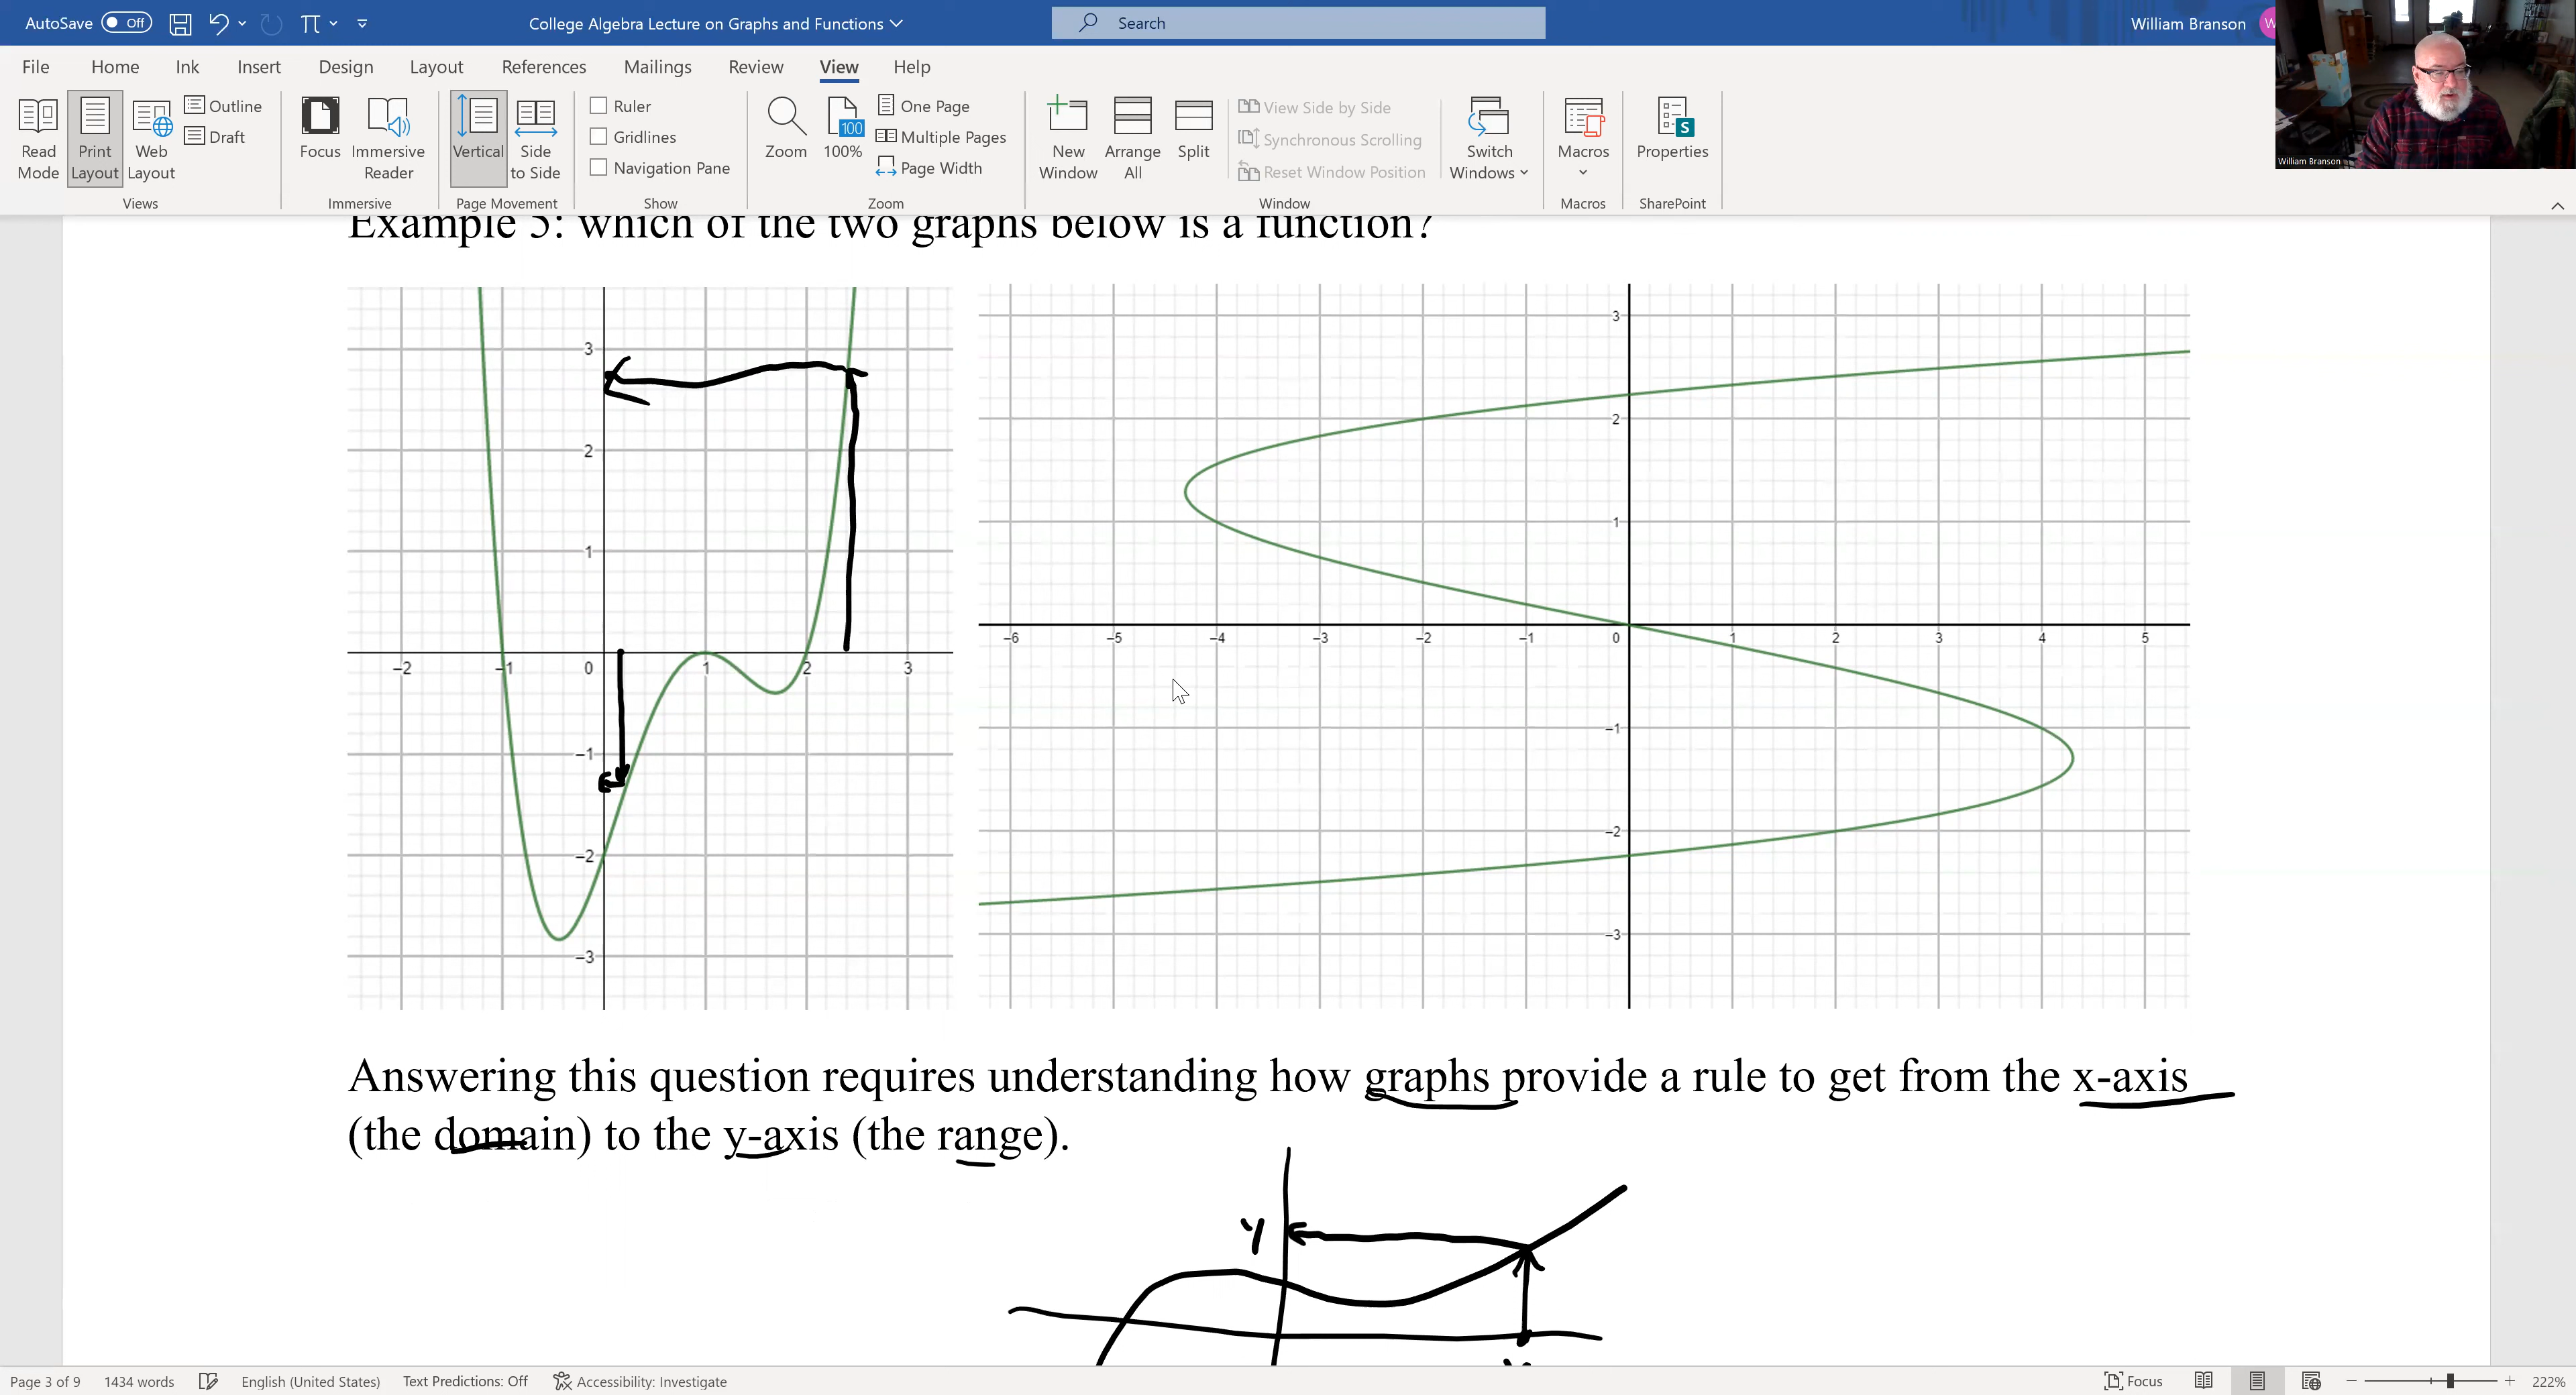 AutoSave Off College Algebra Lecture on Graphs and Functions Search William Branson
File Home Ink Insert Design Layout References Mailings Review View Help
Read Mode Print Layout Web Layout Outline Draft
Views
Focus Immersive Reader
Immersive
Vertical Side to Side
Page Movement
Ruler
Gridlines
Navigation Pane
Show
Zoom 100% One Page Multiple Pages Page Width
Zoom
New Window Arrange All Split View Side by Side Synchronous Scrolling Reset Window Position Switch Windows
Window
Macros
Macros
Properties
SharePoint
William Branson
Example 5: which of the two graphs below is a function?
3
2
1
-2 -1 0 1 2 3
-1
-2
-3
3
2
1
-6 -5 -4 -3 -2 -1 0 2 3 4 5
-1
-2
-3
Answering this question requires understanding how graphs provide a rule to get from the x-axis
(the domain) to the y-axis (the range).
y
Page 3 of 9 1434 words English (United States) Text Predictions: Off Accessibility: Investigate Focus 222%